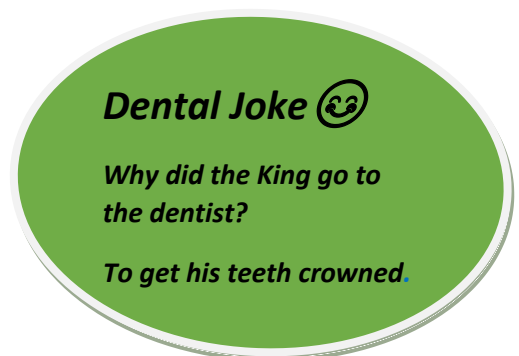 Dental Joke
Why did the King go to
the dentist?
To get his teeth crowned.